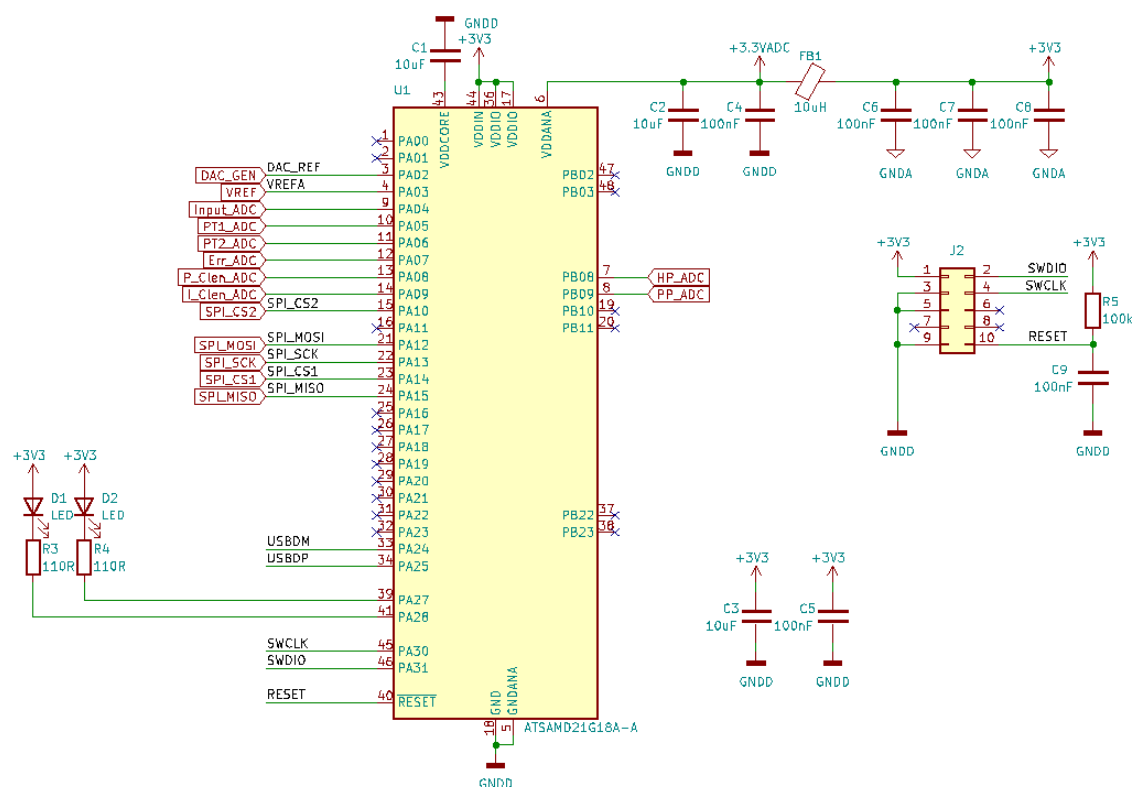 GNDD
+3V3
C1
10uF
U1
43
44
36
17
6
VDDCORE
VDDIN
VDDIO
VDDIO
VDDANA
+3.3VADC
FB1
10uH
+3V3
C2
10uF
GNDD
C4
100nF
GNDD
C6
100nF
GNDA
C7
100nF
GNDA
C8
100nF
GNDA
1 PA00
2 PA01
DAC_GEN DAC_REF 3 PA02
VREF VREFA 4 PA03
Input_ADC 9 PA04
PT1_ADC 10 PA05
PT2_ADC 11 PA06
Err_ADC 12 PA07
P_Clen_ADC 13 PA08
I_Clen_ADC 14 PA09
SPI_CS2 SPI_CS2 15 PA10
16 PA11
SPI_MOSI SPI_MOSI 21 PA12
SPI_SCK SPI_SCK 22 PA13
SPI_CS1 SPI_CS1 23 PA14
SPI_MISO SPI_MISO 24 PA15
25 PA16
26 PA17
27 PA18
28 PA19
29 PA20
30 PA21
31 PA22
32 PA23
USBDM 33 PA24
USBDP 34 PA25
39 PA27
41 PA28
SWCLK 45 PA30
SWDIO 46 PA31
RESET 40 RESET
PB02 47
PB03 48
PB08 7 HP_ADC
PB09 8 PP_ADC
PB10 19
PB11 20
PB22 37
PB23 38
GND
GNDANA
18
5
ATSAMD21G18A-A
GNDD
+3V3
D1
LED
R3
110R
+3V3
D2
LED
R4
110R
+3V3
J2
1 2 SWDIO
3 4 SWCLK
5 6
7 8
9 10 RESET
GNDD
+3V3
R5
100k
C9
100nF
GNDD
+3V3
C3
10uF
GNDD
+3V3
C5
100nF
GNDD